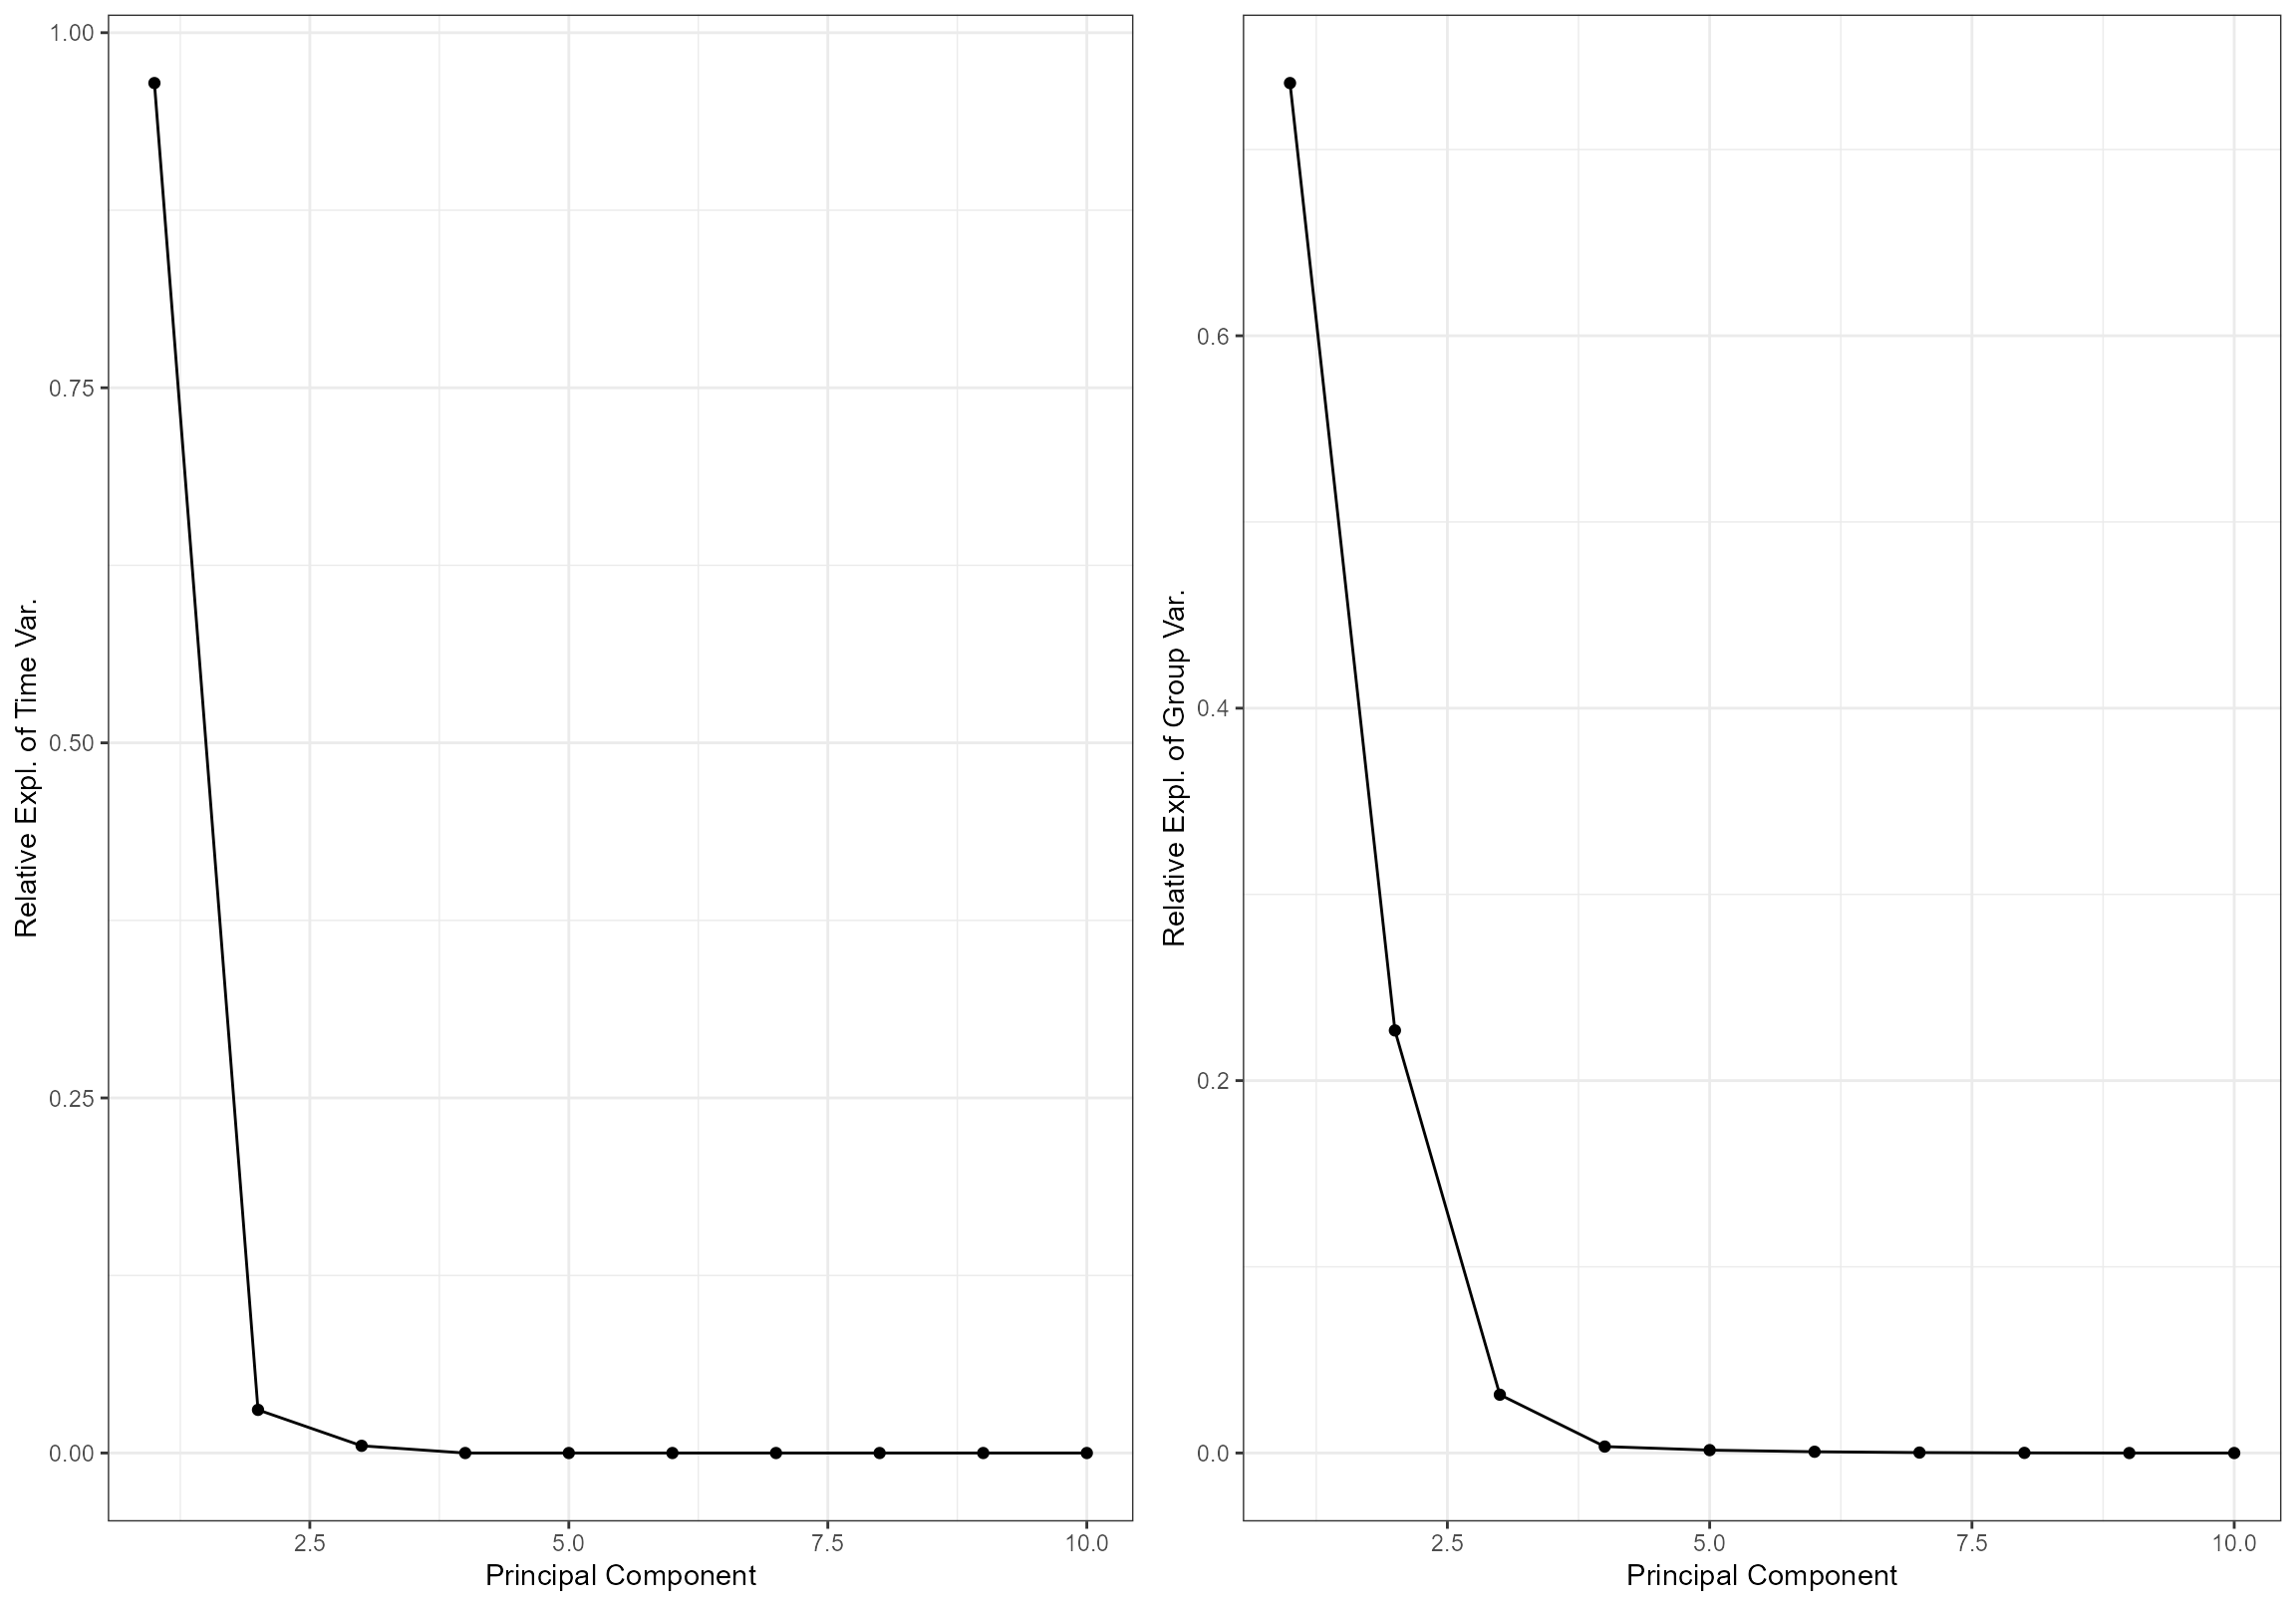 1.00
0.75
0.50
0.25
0.00
Relative Expl. of Time Var.
2.5 5.0 7.5 10.0
Principal Component
0.6
0.4
0.2
0.0
Relative Expl. of Group Var.
2.5 5.0 7.5 10.0
Principal Component